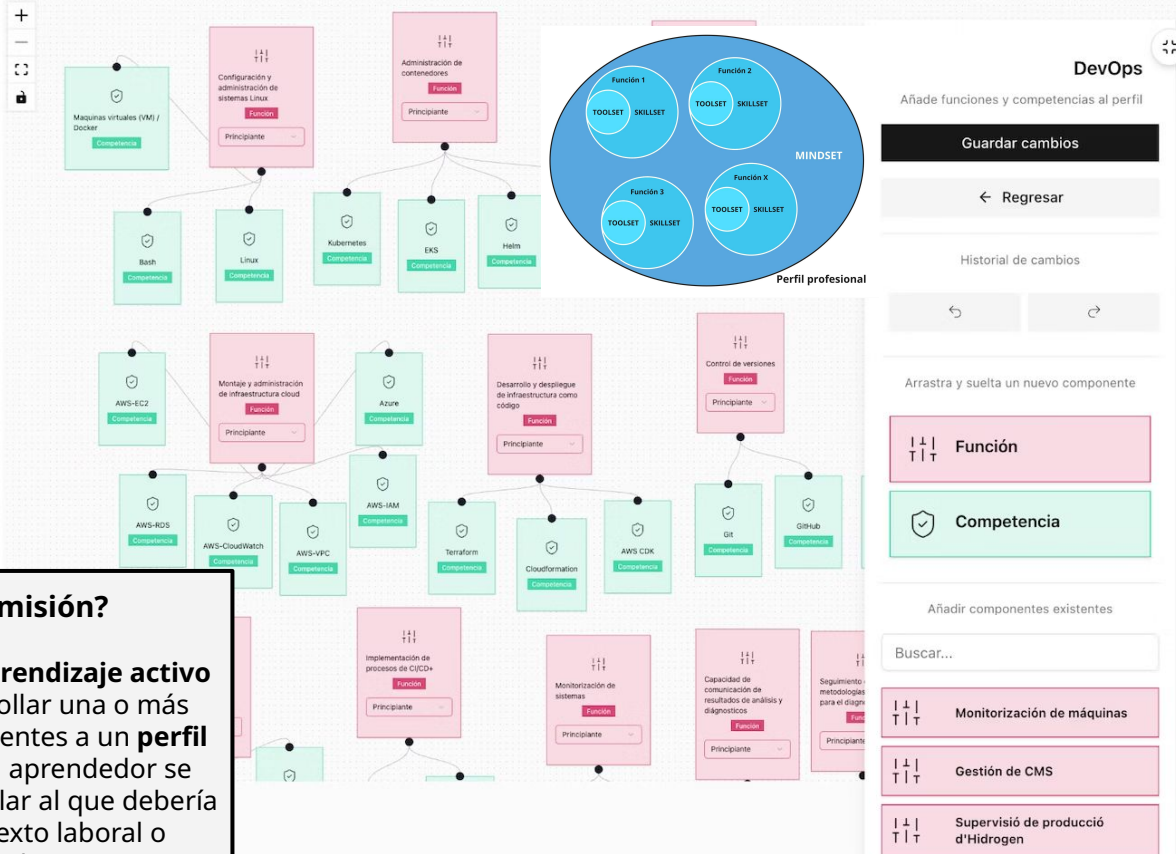 Configuración y
administración de
sistemas Linux
Función
Principiante
Administración de
contenedores
Función
Principiante
Maquinas virtuales (VM) /
Docker
Competencia
Bash
Competencia
Linux
Competencia
Kubernetes
Competencia
EKS
Competencia
Helm
Competencia
Función 1
TOOLSET
SKILLSET
Función 2
TOOLSET
SKILLSET
MINDSET
Función 3
TOOLSET
SKILLSET
Función X
TOOLSET
SKILLSET
Perfil profesional
AWS-EC2
Competencia
Montaje y administración
de infraestructura cloud
Función
Principiante
Azure
Competencia
Desarrollo y despliegue
de infraestructura como
código
Función
Principiante
Control de versiones
Función
Principiante
AWS-RDS
Competencia
AWS-CloudWatch
Competencia
AWS-VPC
Competencia
AWS-IAM
Competencia
Terraform
Competencia
Cloudformation
Competencia
AWS CDK
Competencia
Git
Competencia
GitHub
Competencia
Implementación de
procesos de CI/CD+
Función
Principiante
Monitorización de
sistemas
Función
Principiante
Capacidad de
comunicación de
resultados de análisis y
diágnosticos
Función
Principiante
Seguimiento
metodologías
para el diagn
Func
Principiante
misión?
rendizaje activo
ollar una o más
entes a un perfil
aprendedor se
lar al que debería
exto laboral o
DevOps
Añade funciones y competencias al perfil
Guardar cambios
← Regresar
Historial de cambios
Arrastra y suelta un nuevo componente
Función
Competencia
Añadir componentes existentes
Buscar...
Monitorización de máquinas
Gestión de CMS
Supervisió de producció
d'Hidrogen